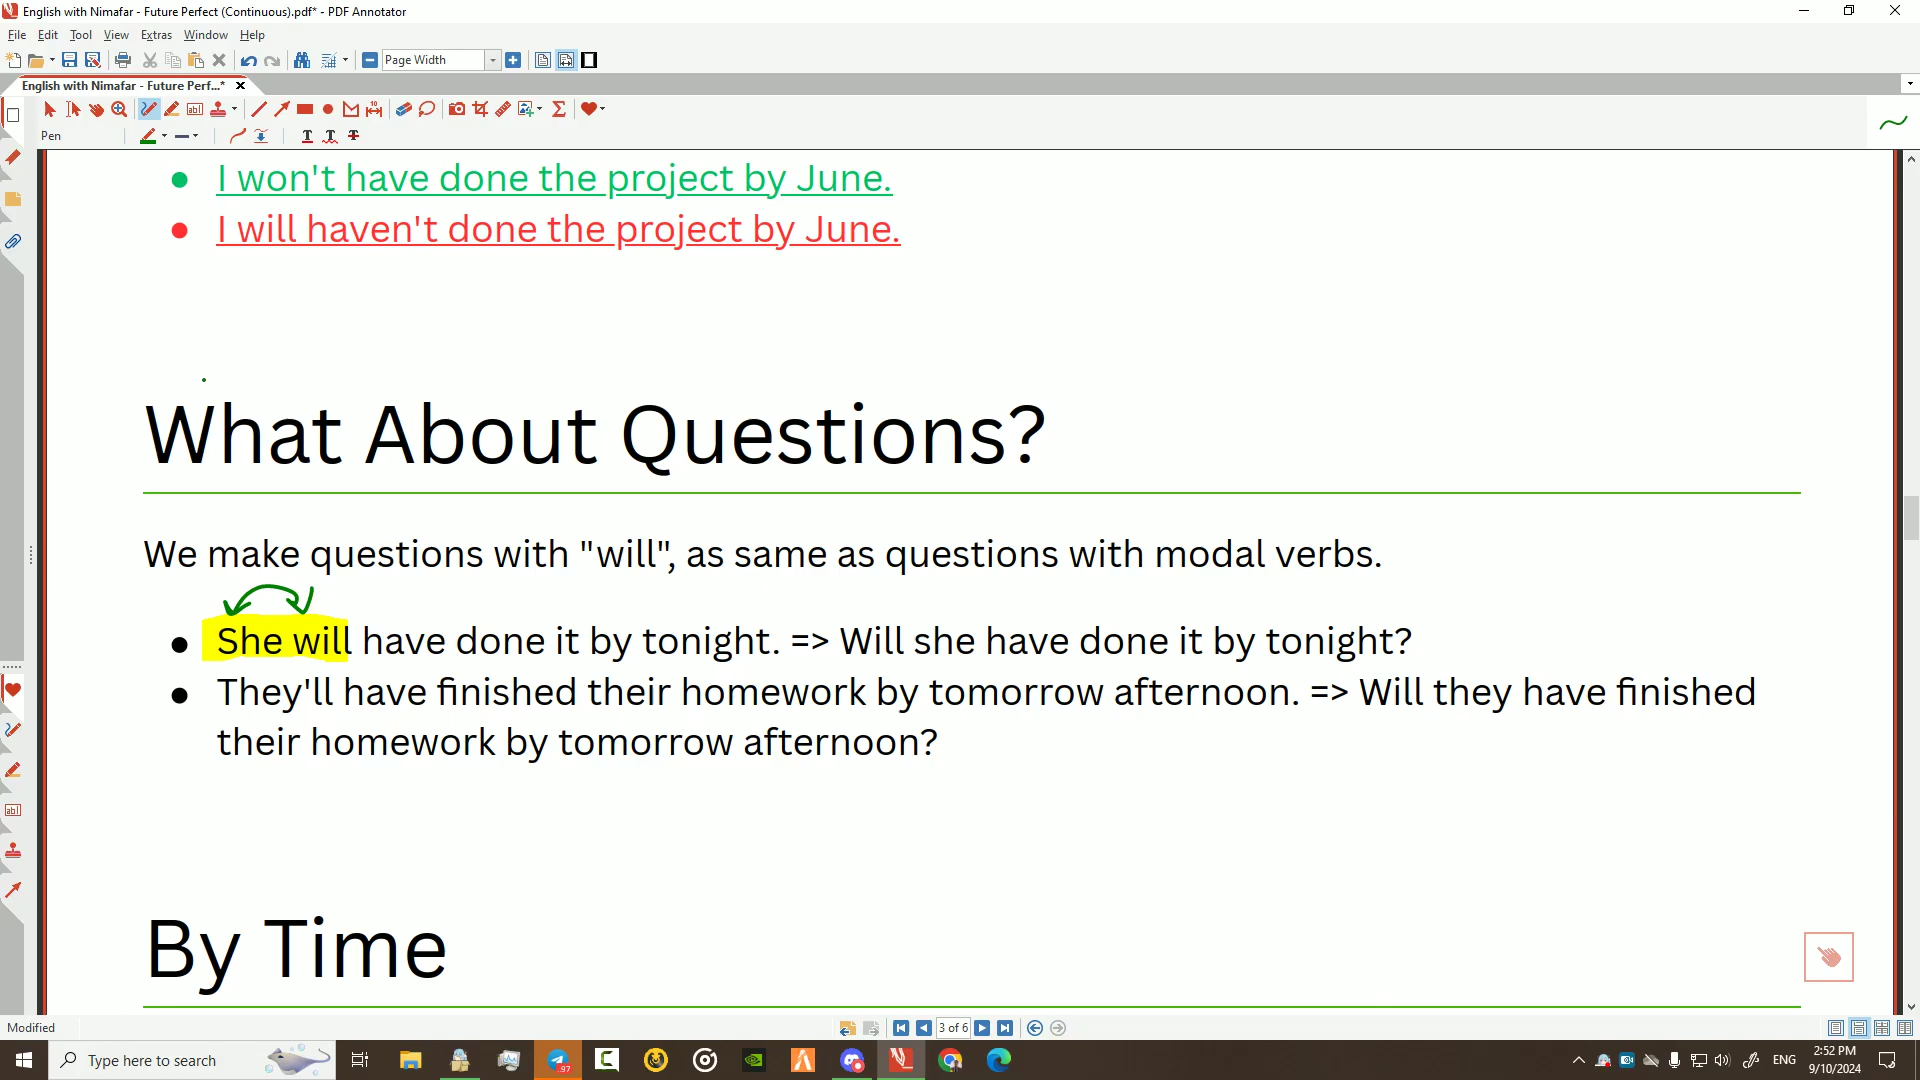 English with Nimafar - Future Perfect (Continuous).pdf* - PDF Annotator
File Edit Tool View Extras Window Help
Page Width
English with Nimafar - Future Perf...*
Pen
I won't have done the project by June.
I will haven't done the project by June.
What About Questions?
We make questions with "will", as same as questions with modal verbs.
She will have done it by tonight. => Will she have done it by tonight?
They'll have finished their homework by tomorrow afternoon. => Will they have finished
their homework by tomorrow afternoon?
By Time
Modified
3 of 6
Type here to search
97
ENG
2:52 PM
9/10/2024